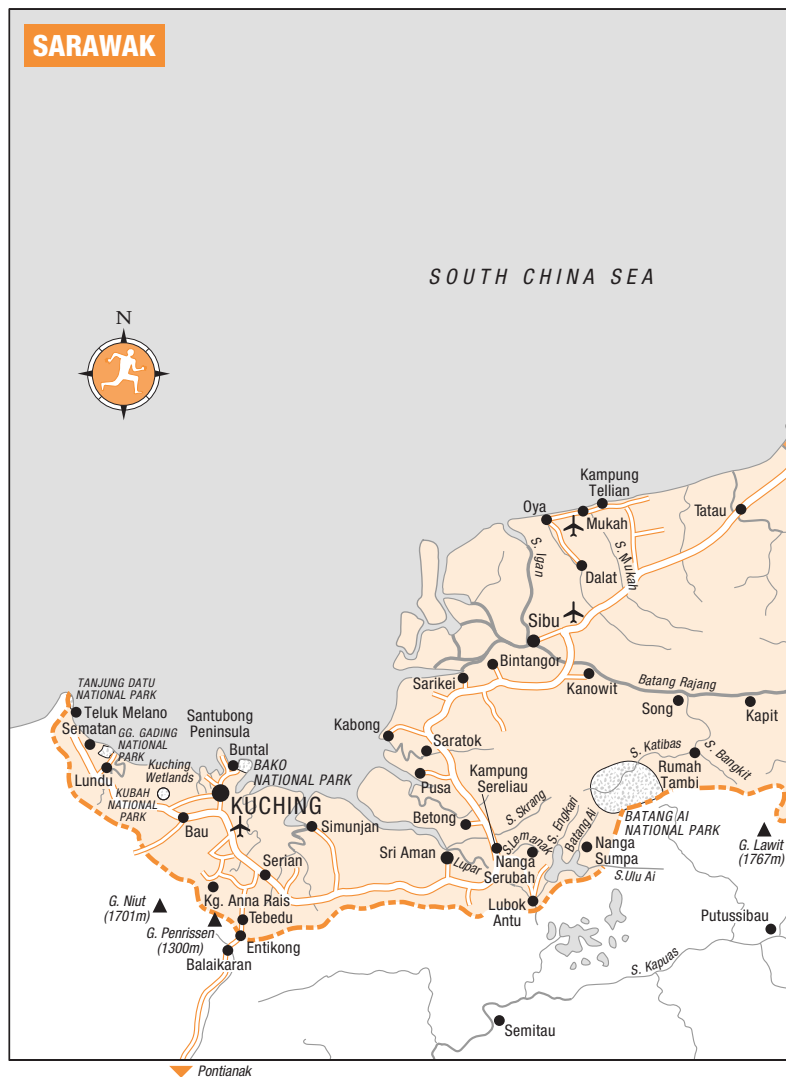 SARAWAK
SOUTH CHINA SEA
N
Kampung
Tellian
Oya
Mukah
Tatau
S. Igan
S. Mukah
Dalat
Sibu
Bintangor
Sarikei
Kanowit
Batang Rajang
Song
Kapit
TANJUNG DATU
NATIONAL PARK
Teluk Melano
Sematan
GG. GADING
NATIONAL
PARK
Santubong
Peninsula
Buntal
BAKO
NATIONAL PARK
Kuching
Wetlands
Lundu
KUBAH
NATIONAL
PARK
KUCHING
Bau
Kabong
Saratok
Pusa
Kampung
Sereliau
S. Katibas
S. Bangkit
Rumah
Tambi
Betong
S. Skrang
S. Engkari
Batang Ai
BATANG AI
NATIONAL PARK
Simunjan
Sri Aman
Lupar
S.Lemanak
Nanga
Serubah
Nanga
Sumpa
G. Lawit
(1767m)
Serian
S.Ulu Ai
Kg. Anna Rais
Lubok
Antu
G. Niut
(1701m)
Tebedu
G. Penrissen
(1300m)
Entikong
Balaikaran
Putussibau
S. Kapuas
Semitau
Pontianak